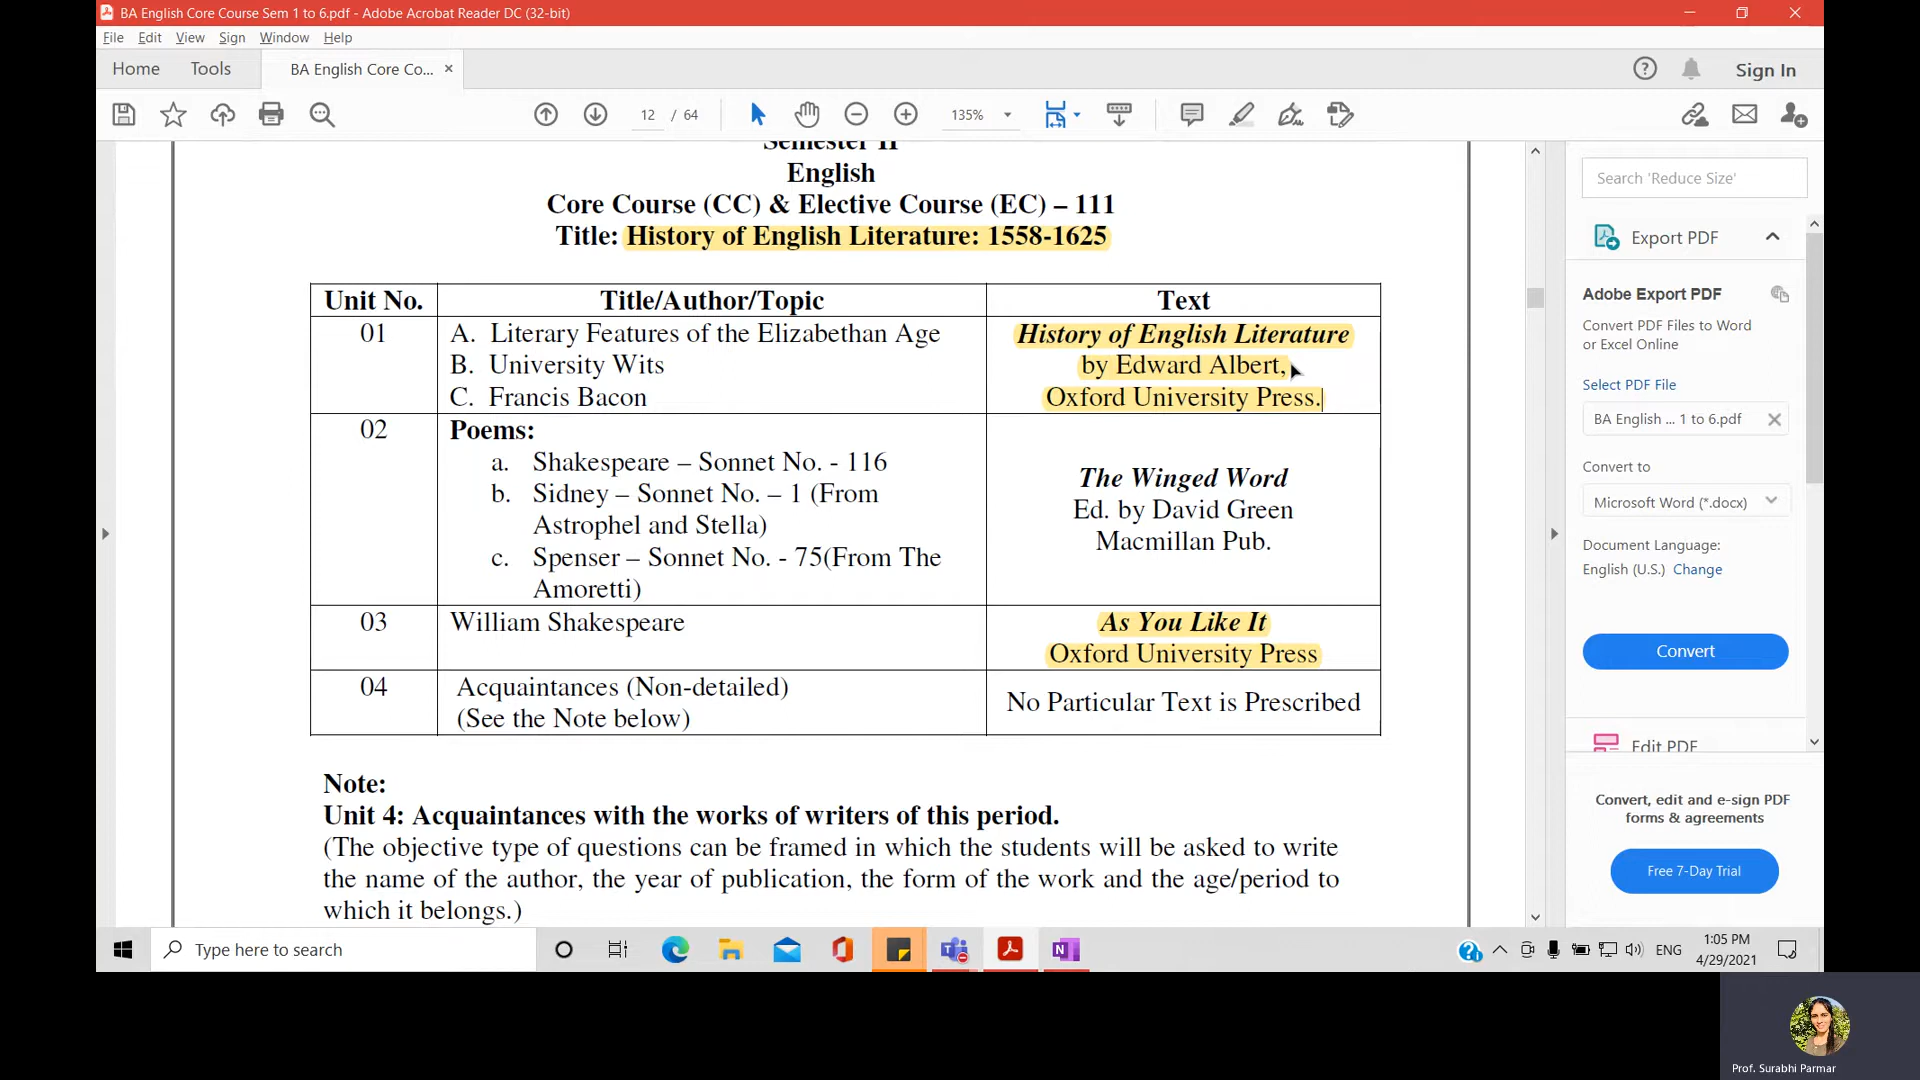 BA English Core Course Sem 1 to 6.pdf - Adobe Acrobat Reader DC (32-bit)
File Edit View Sign Window Help
Home Tools BA English Core Co... × Sign In
12 / 64 135%
Semester II
English
Core Course (CC) & Elective Course (EC) – 111
Title: History of English Literature: 1558-1625
Unit No. Title/Author/Topic Text
01 A. Literary Features of the Elizabethan Age History of English Literature
B. University Wits by Edward Albert,
C. Francis Bacon Oxford University Press.
02 Poems:
a. Shakespeare – Sonnet No. - 116
b. Sidney – Sonnet No. – 1 (From
Astrophel and Stella)
c. Spenser – Sonnet No. - 75(From The
Amoretti)
The Winged Word
Ed. by David Green
Macmillan Pub.
03 William Shakespeare As You Like It
Oxford University Press
04 Acquaintances (Non-detailed)
(See the Note below)
No Particular Text is Prescribed
Note:
Unit 4: Acquaintances with the works of writers of this period.
(The objective type of questions can be framed in which the students will be asked to write
the name of the author, the year of publication, the form of the work and the age/period to
which it belongs.)
Search 'Reduce Size'
Export PDF
Adobe Export PDF
Convert PDF Files to Word
or Excel Online
Select PDF File
BA English ... 1 to 6.pdf
Convert to
Microsoft Word (*.docx)
Document Language:
English (U.S.) Change
Convert
Edit PDF
Convert, edit and e-sign PDF
forms & agreements
Free 7-Day Trial
Type here to search
ENG
1:05 PM
4/29/2021
Prof. Surabhi Parmar